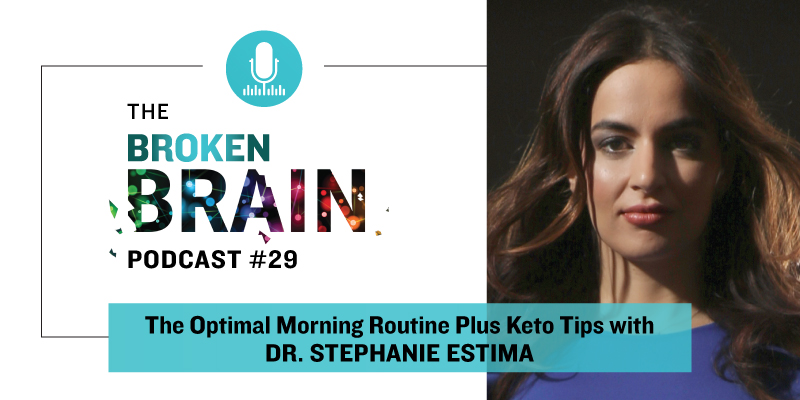 THE
BROKEN
BRAIN
PODCAST #29
The Optimal Morning Routine Plus Keto Tips with
DR. STEPHANIE ESTIMA